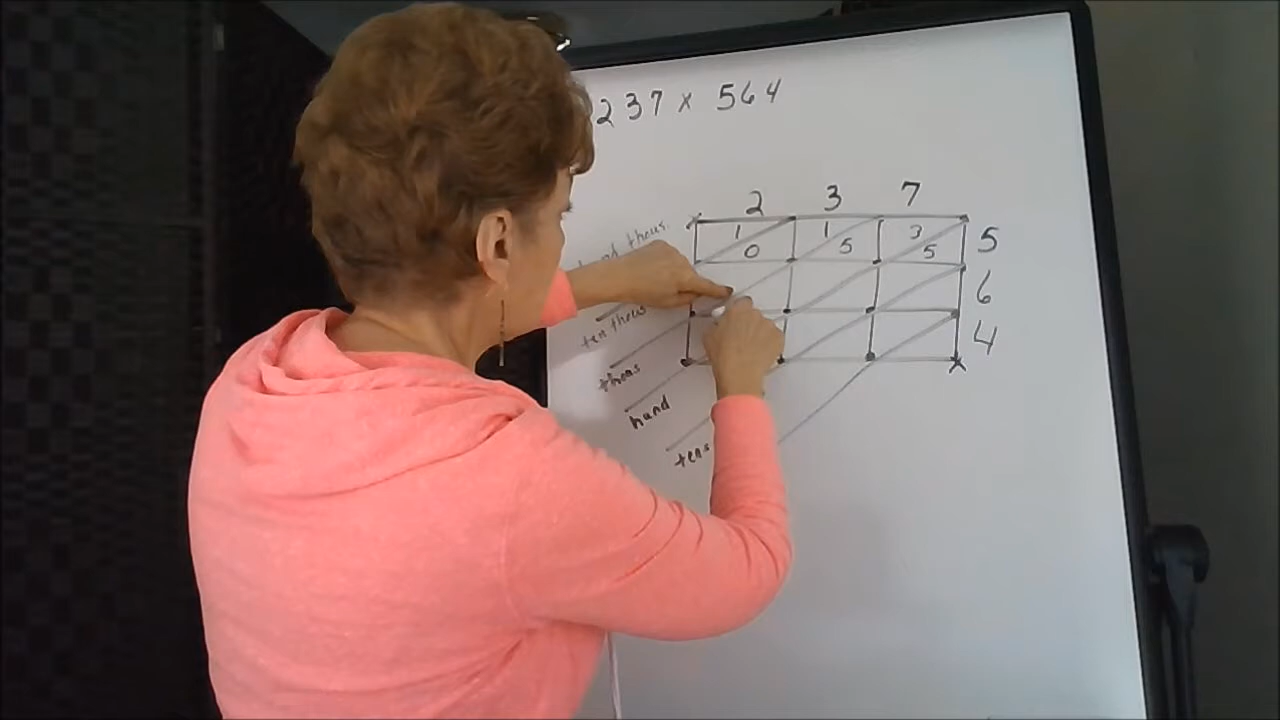 237 x 564
2 3 7
1 1 3 5
0 5 5
hund thous.
6
ten thous
4
thous
hund
tens